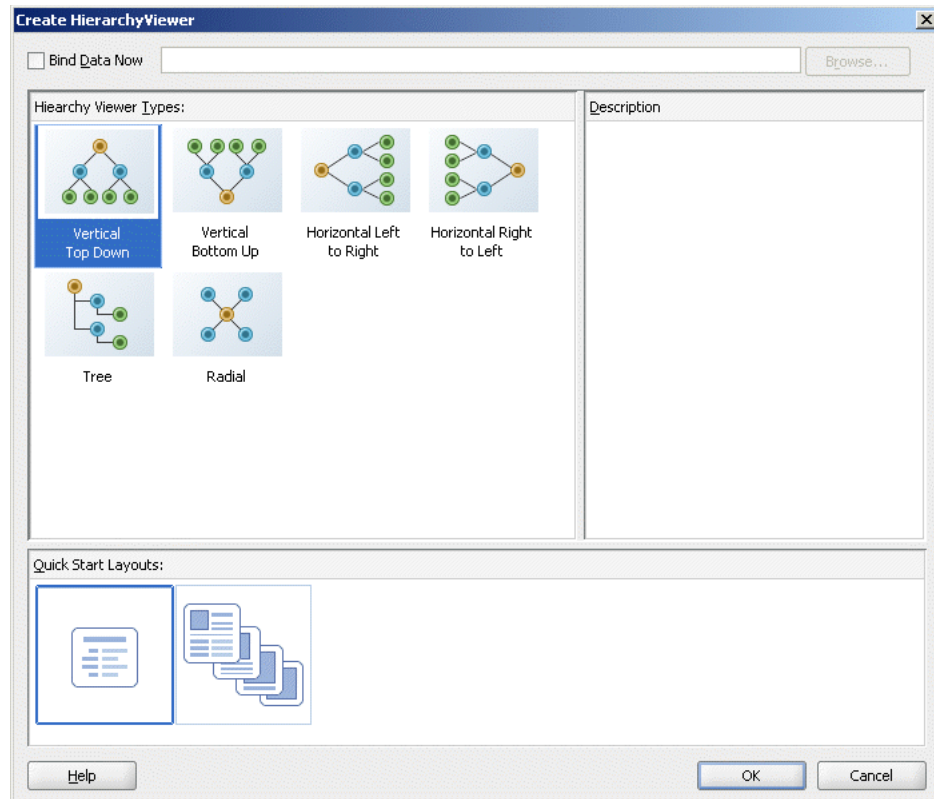 Create HierarchyViewer
Bind Data Now
Browse...
Hiearchy Viewer Types:
Description
Vertical
Top Down
Vertical
Bottom Up
Horizontal Left
to Right
Horizontal Right
to Left
Tree
Radial
Quick Start Layouts:
Help
OK
Cancel